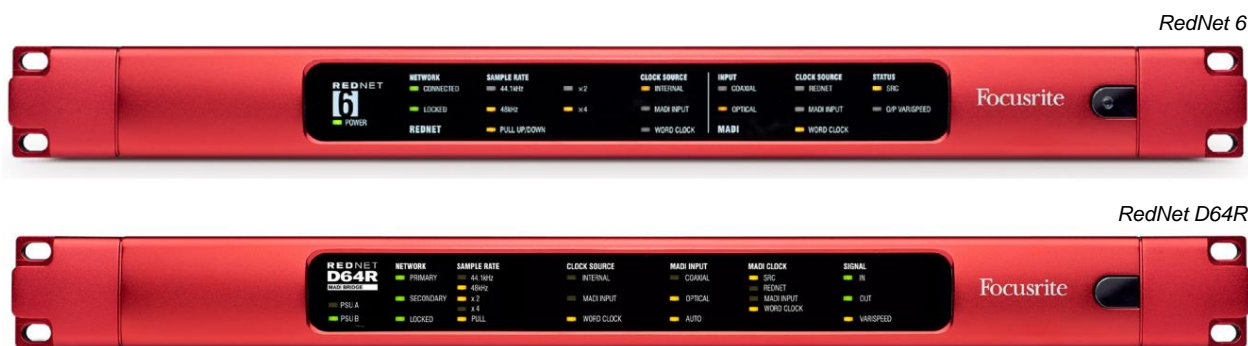 RedNet 6
REDNET
6
POWER
NETWORK
CONNECTED
LOCKED
REDNET
SAMPLE RATE
44.1kHz
×2
48kHz
×4
PULL UP/DOWN
CLOCK SOURCE
INTERNAL
MADI INPUT
WORD CLOCK
INPUT
COAXIAL
OPTICAL
MADI
CLOCK SOURCE
REDNET
MADI INPUT
WORD CLOCK
STATUS
SRC
O/P VARISPEED
Focusrite
RedNet D64R
REDNET
D64R
MADI BRIDGE
PSU A
PSU B
NETWORK
PRIMARY
SECONDARY
LOCKED
SAMPLE RATE
44.1kHz
48kHz
x 2
x 4
PULL
CLOCK SOURCE
INTERNAL
MADI INPUT
WORD CLOCK
MADI INPUT
COAXIAL
OPTICAL
AUTO
MADI CLOCK
SRC
REDNET
MADI INPUT
WORD CLOCK
SIGNAL
IN
OUT
VARISPEED
Focusrite